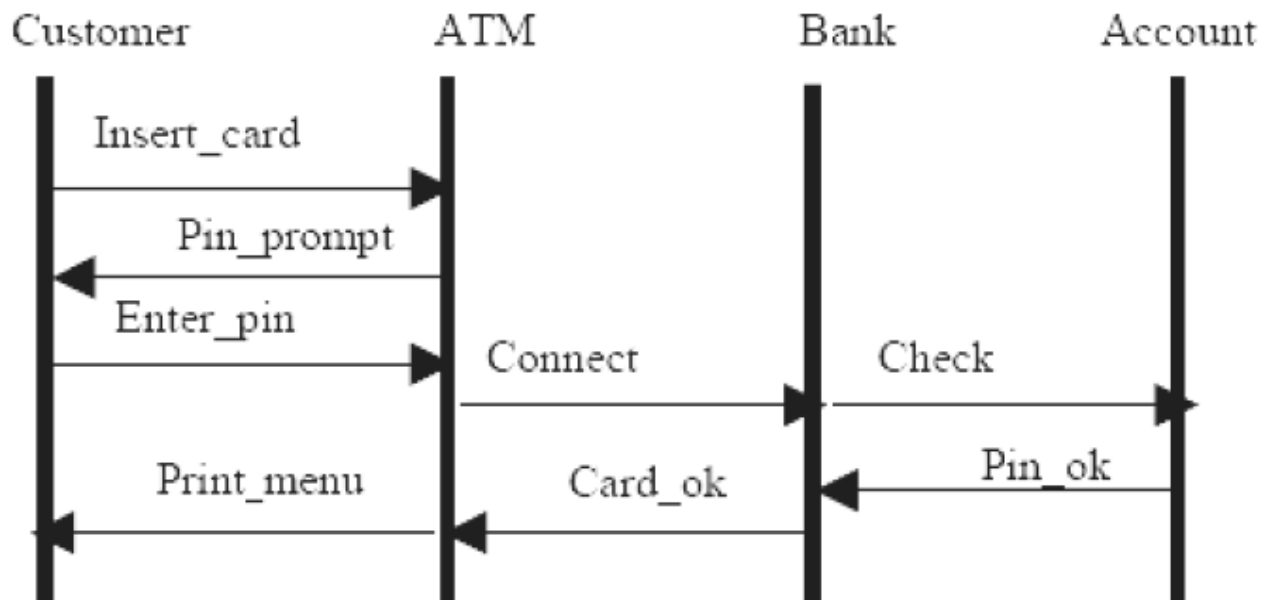 Customer ATM Bank Account
Insert_card
Pin_prompt
Enter_pin
Connect Check
Print_menu Card_ok Pin_ok